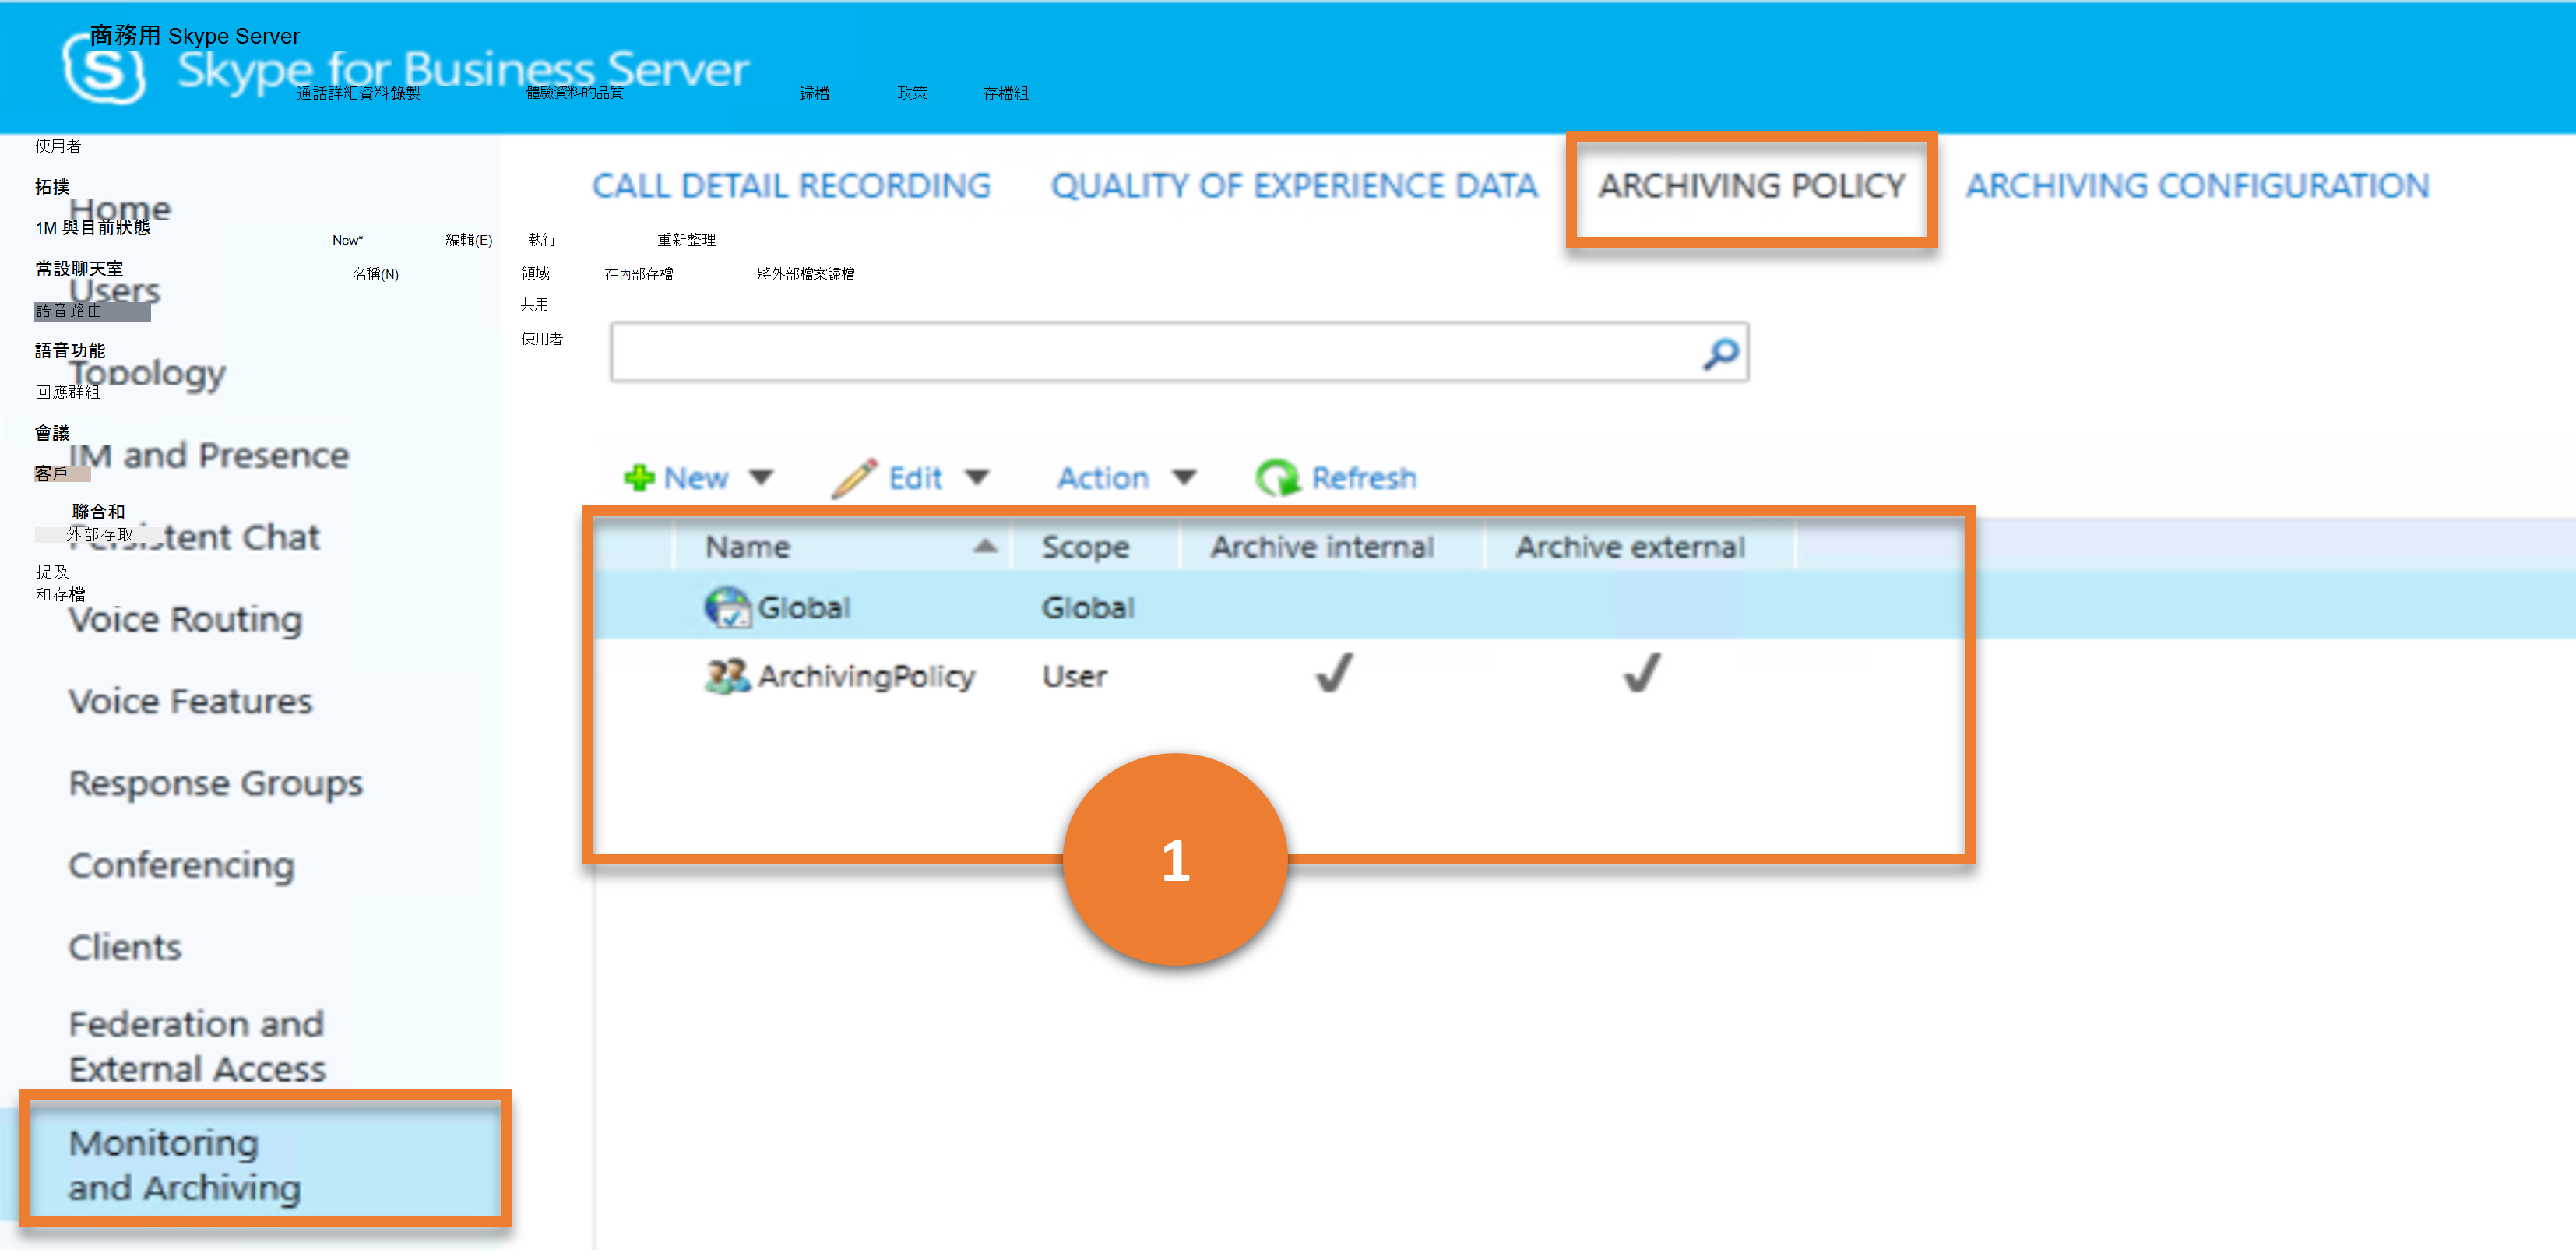 商務用 Skype Server
Skype for Business Server
通話詳細資料錄製 體驗資料的品質 歸檔 政策 存檔組
使用者
拓撲
Home
1M 與目前狀態
常設聊天室
Users
語音路由
語音功能
Topology
回應群組
會議
IM and Presence
客戶
聯合和
外部存取
Persistent Chat
提及
和存檔
Voice Routing
Voice Features
Response Groups
Conferencing
Clients
Federation and
External Access
Monitoring
and Archiving
CALL DETAIL RECORDING QUALITY OF EXPERIENCE DATA ARCHIVING POLICY ARCHIVING CONFIGURATION
New* 編輯(E) 執行 重新整理
名稱(N) 領域 在內部存檔 將外部檔案歸檔
共用
使用者
New Edit Action Refresh
Name Scope Archive internal Archive external
Global Global
ArchivingPolicy User
1